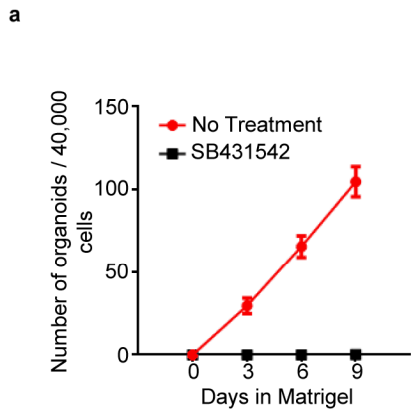 a
Number of organoids / 40,000
cells
150
100
50
0
No Treatment
SB431542
0 3 6 9
Days in Matrigel